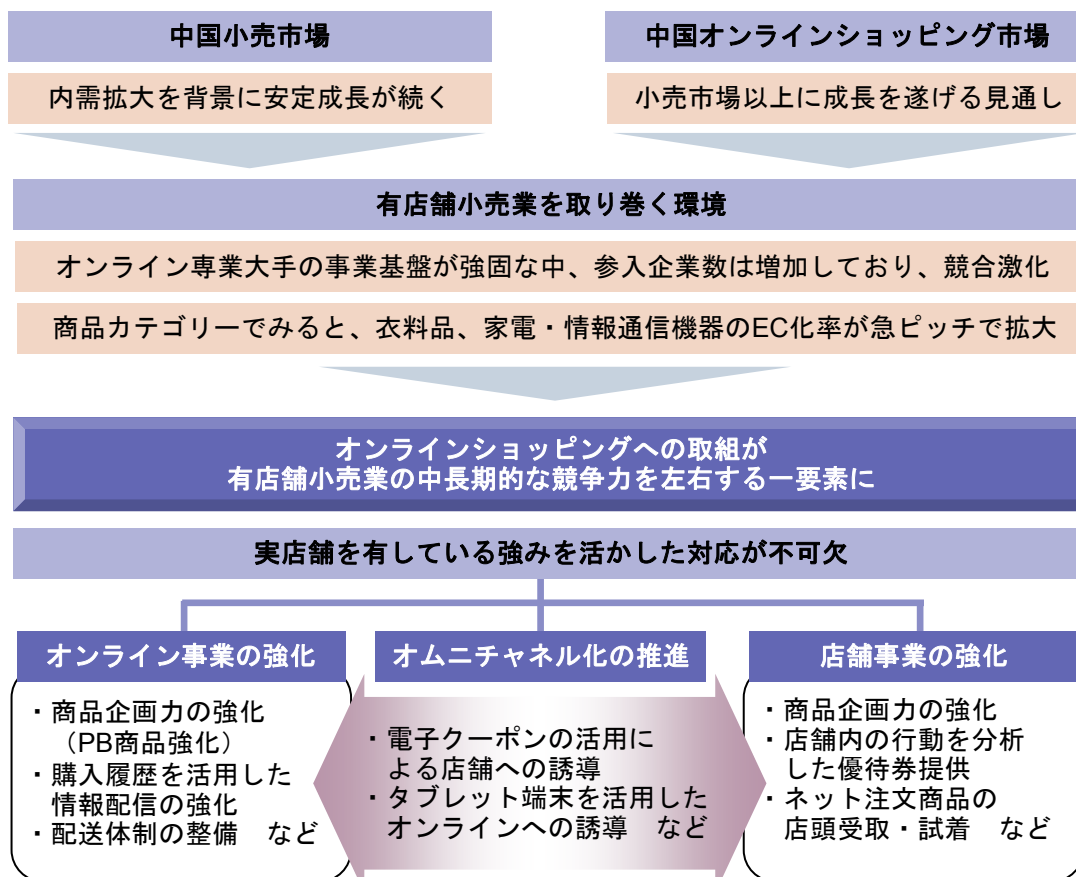 中国小売市場
内需拡大を背景に安定成長が続く
中国オンラインショッピング市場
小売市場以上に成長を遂げる見通し
有店舗小売業を取り巻く環境
オンライン専業大手の事業基盤が強固な中、参入企業数は増加しており、競合激化
商品カテゴリーでみると、衣料品、家電・情報通信機器のEC化率が急ピッチで拡大
オンラインショッピングへの取組が
有店舗小売業の中長期的な競争力を左右する一要素に
実店舗を有している強みを活かした対応が不可欠
オンライン事業の強化
・商品企画力の強化
（PB商品強化）
・購入履歴を活用した
情報配信の強化
・配送体制の整備　など
オムニチャネル化の推進
・電子クーポンの活用に
よる店舗への誘導
・タブレット端末を活用した
オンラインへの誘導　など
店舗事業の強化
・商品企画力の強化
・店舗内の行動を分析
した優待券提供
・ネット注文商品の
店頭受取・試着　など